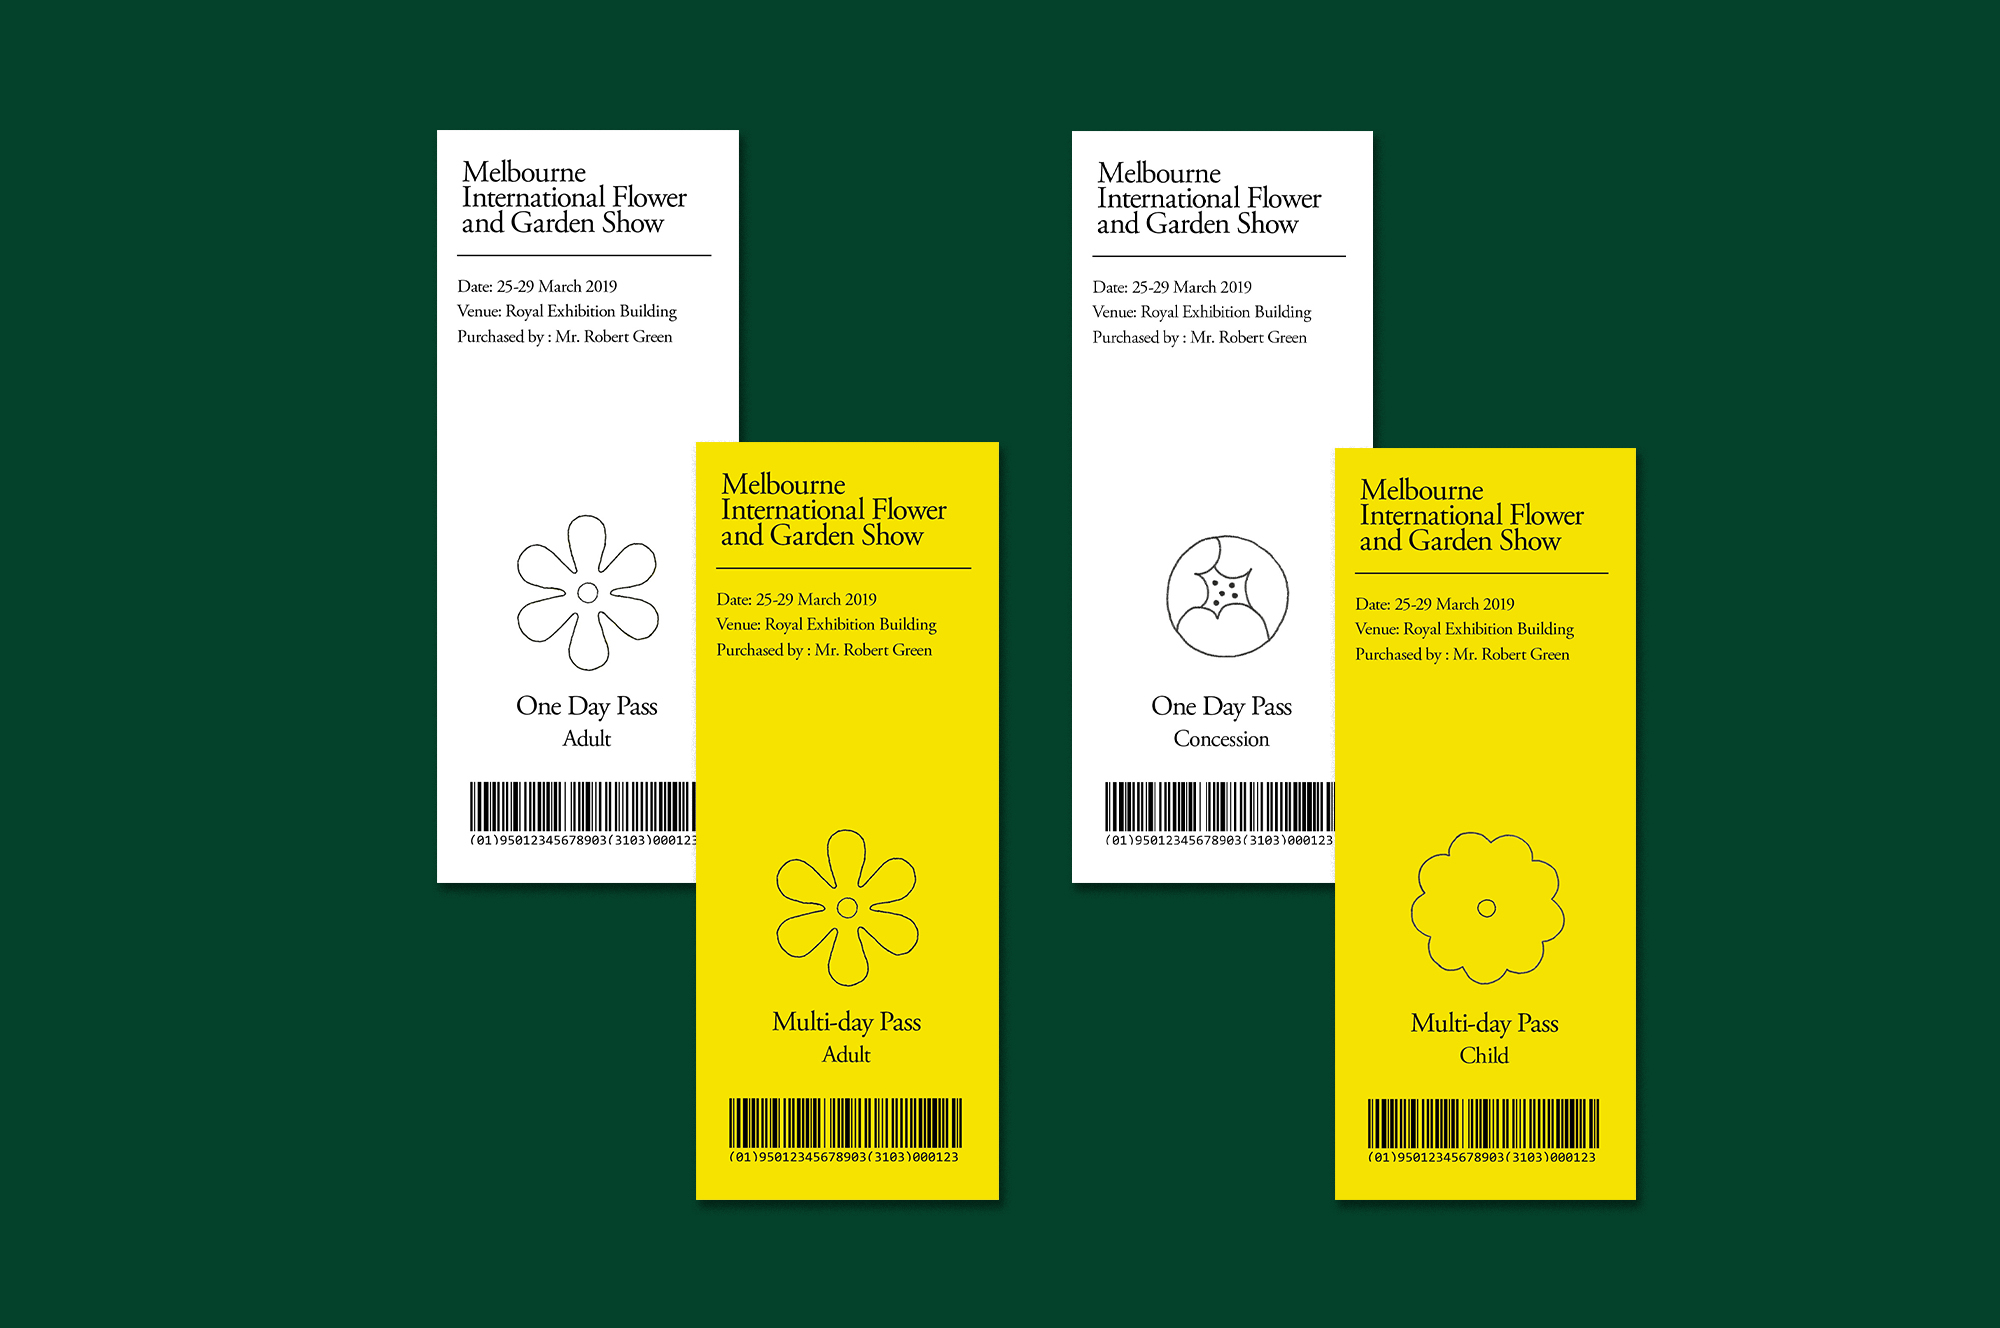 Melbourne
International Flower
and Garden Show
Date: 25-29 March 2019
Venue: Royal Exhibition Building
Purchased by : Mr. Robert Green
One Day Pass
Adult
(01)95012345678903(3103)000123
Melbourne
International Flower
and Garden Show
Date: 25-29 March 2019
Venue: Royal Exhibition Building
Purchased by : Mr. Robert Green
Multi-day Pass
Adult
(01)95012345678903(3103)000123
Melbourne
International Flower
and Garden Show
Date: 25-29 March 2019
Venue: Royal Exhibition Building
Purchased by : Mr. Robert Green
One Day Pass
Concession
(01)95012345678903(3103)000123
Melbourne
International Flower
and Garden Show
Date: 25-29 March 2019
Venue: Royal Exhibition Building
Purchased by : Mr. Robert Green
Multi-day Pass
Child
(01)95012345678903(3103)000123